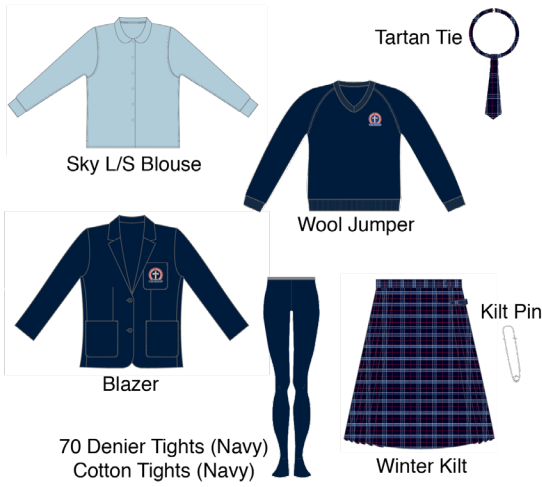 Tartan Tie
Sky L/S Blouse
Wool Jumper
Kilt Pin
Blazer
70 Denier Tights (Navy)
Cotton Tights (Navy)
Winter Kilt